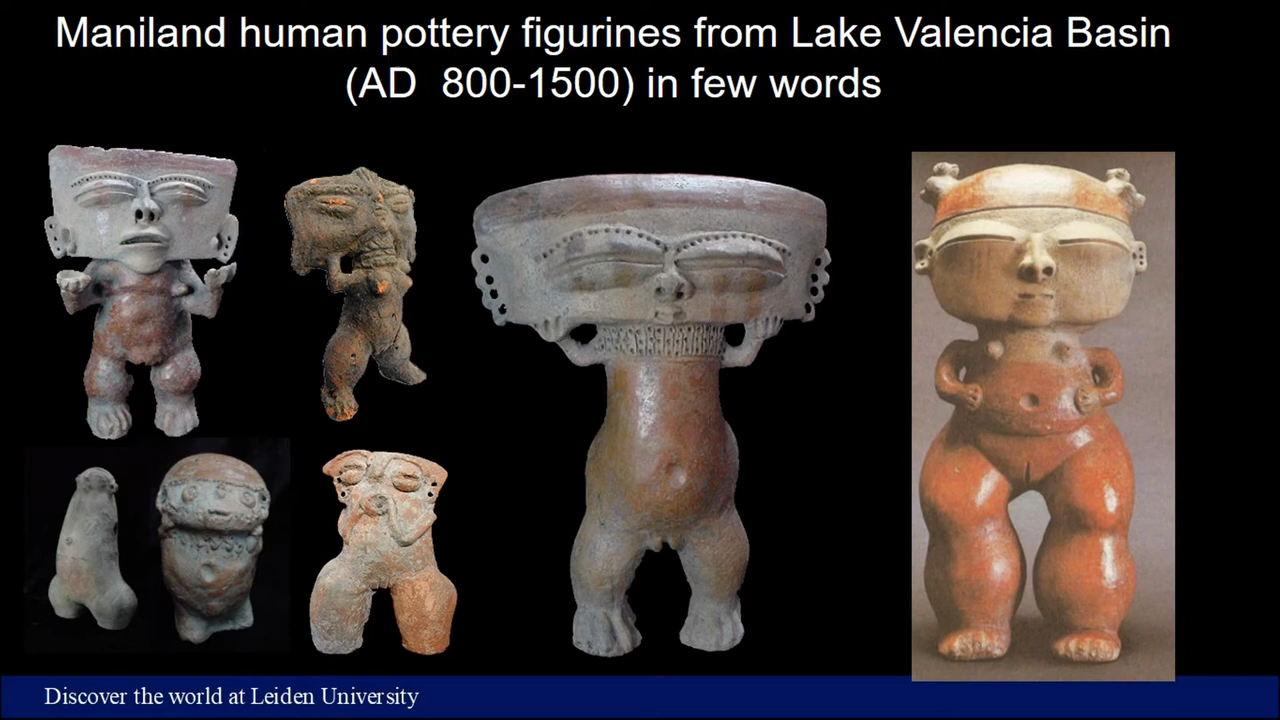 Maniland human pottery figurines from Lake Valencia Basin
(AD  800-1500) in few words
Discover the world at Leiden University